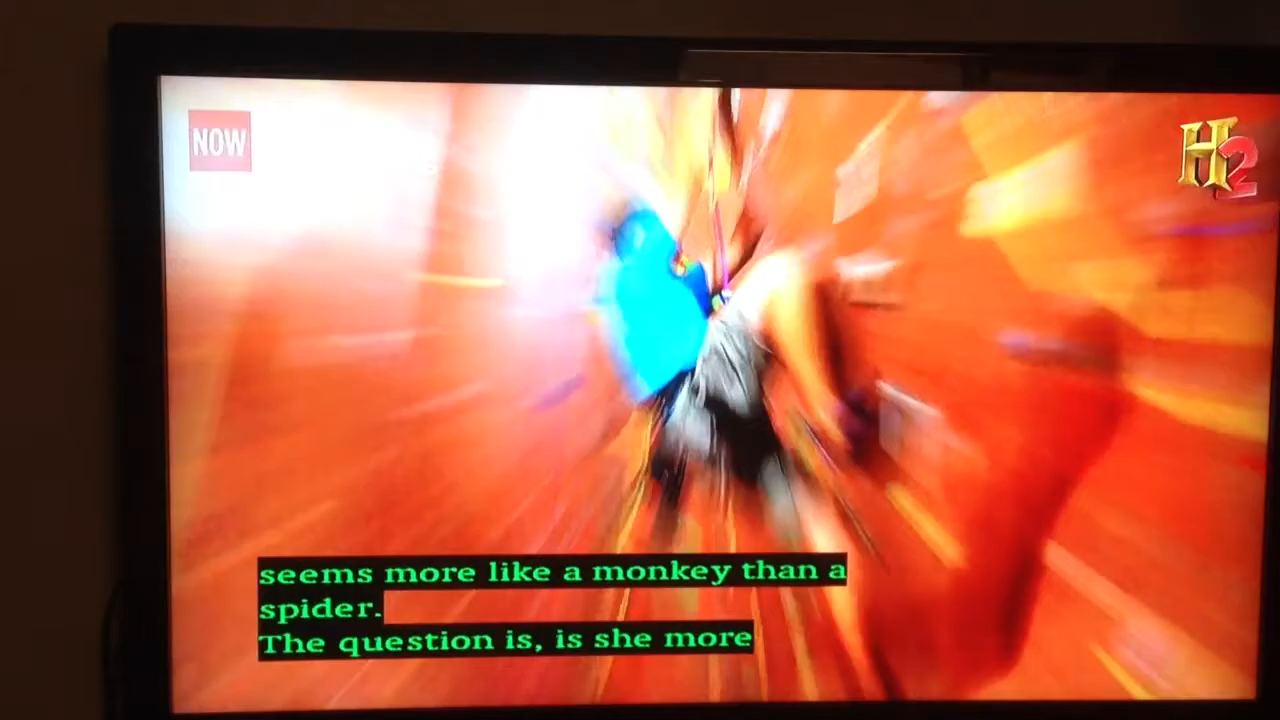 NOW
H2
seems more like a monkey than a
spider.
The question is, is she more